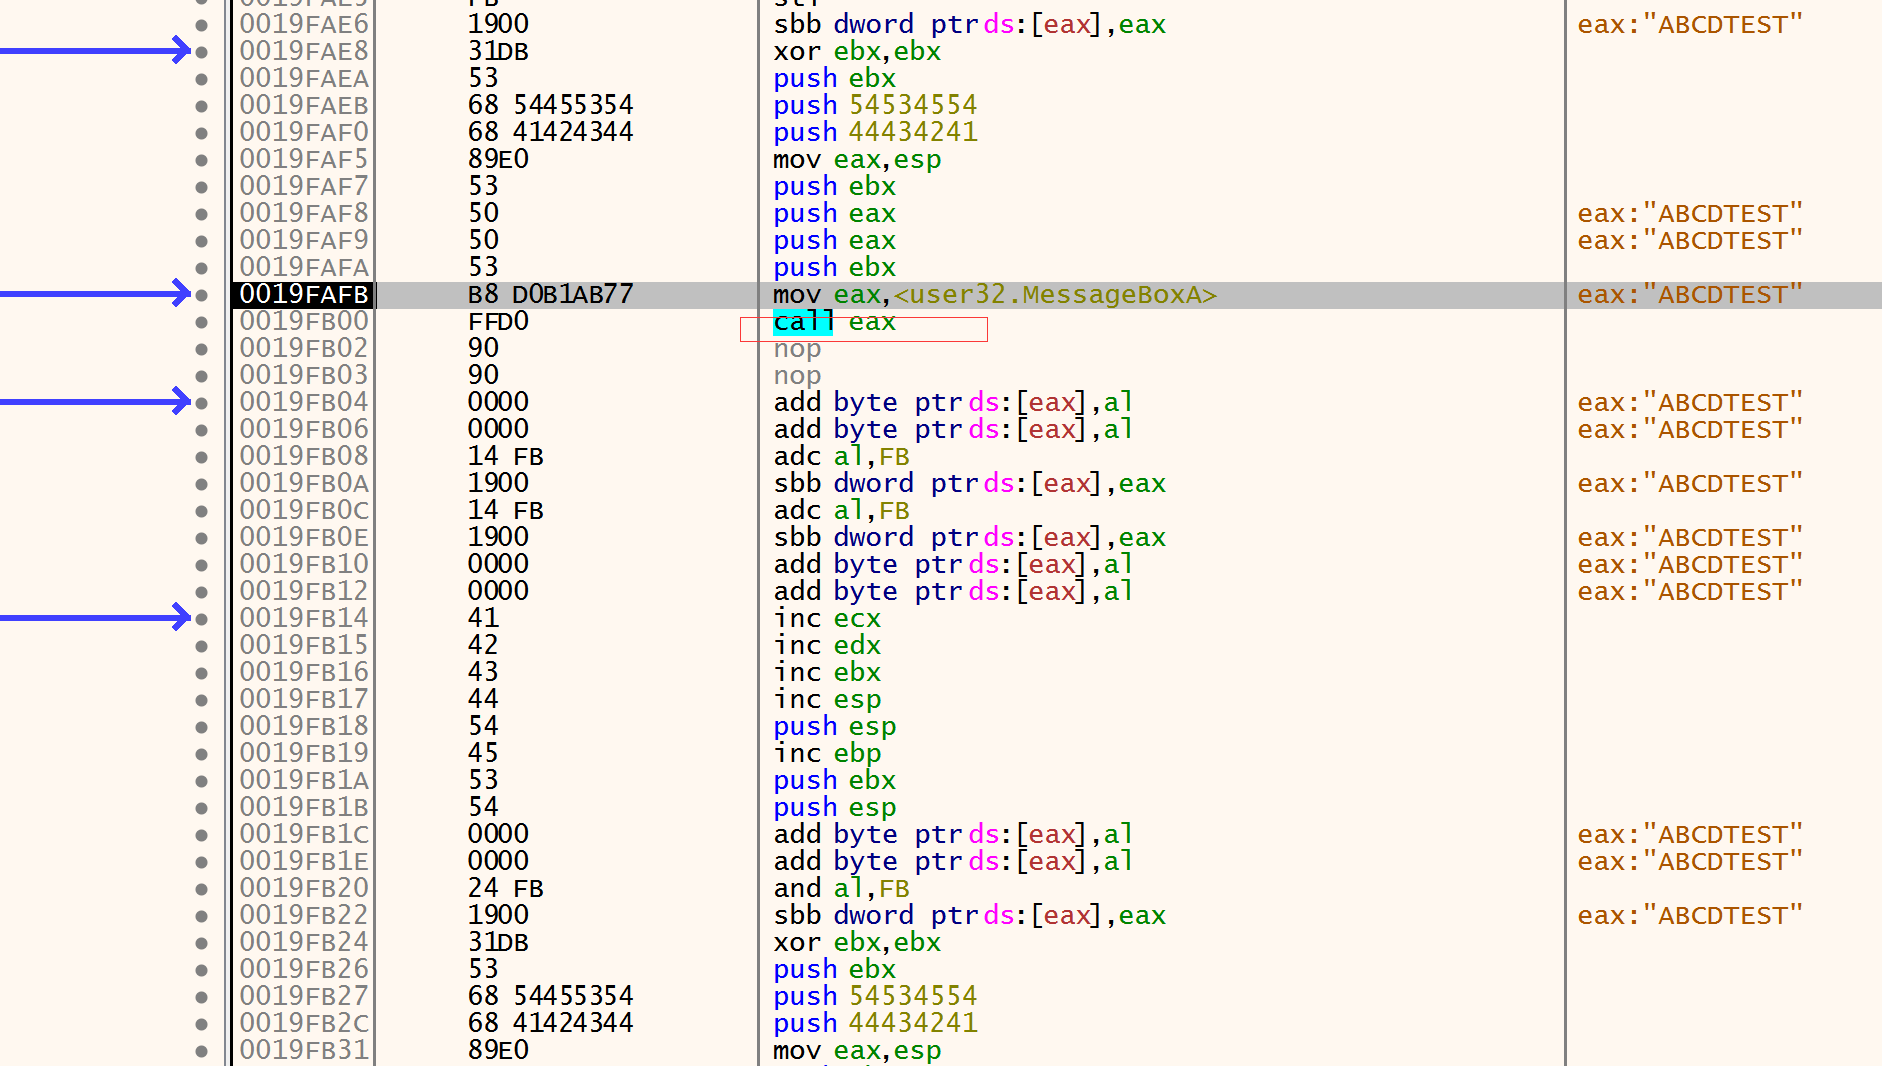 0019FAE6 1900 sbb dword ptr ds:[eax],eax eax:"ABCDTEST"
0019FAE8 31DB xor ebx,ebx
0019FAEA 53 push ebx
0019FAEB 68 54455354 push 54534554
0019FAF0 68 41424344 push 44434241
0019FAF5 89E0 mov eax,esp
0019FAF7 53 push ebx
0019FAF8 50 push eax eax:"ABCDTEST"
0019FAF9 50 push eax eax:"ABCDTEST"
0019FAFA 53 push ebx
0019FAFB B8 D0B1AB77 mov eax,<user32.MessageBoxA> eax:"ABCDTEST"
0019FB00 FFD0 call eax
0019FB02 90 nop
0019FB03 90 nop
0019FB04 0000 add byte ptr ds:[eax],al eax:"ABCDTEST"
0019FB06 0000 add byte ptr ds:[eax],al eax:"ABCDTEST"
0019FB08 14 FB adc al,FB
0019FB0A 1900 sbb dword ptr ds:[eax],eax eax:"ABCDTEST"
0019FB0C 14 FB adc al,FB
0019FB0E 1900 sbb dword ptr ds:[eax],eax eax:"ABCDTEST"
0019FB10 0000 add byte ptr ds:[eax],al eax:"ABCDTEST"
0019FB12 0000 add byte ptr ds:[eax],al eax:"ABCDTEST"
0019FB14 41 inc ecx
0019FB15 42 inc edx
0019FB16 43 inc ebx
0019FB17 44 inc esp
0019FB18 54 push esp
0019FB19 45 inc ebp
0019FB1A 53 push ebx
0019FB1B 54 push esp
0019FB1C 0000 add byte ptr ds:[eax],al eax:"ABCDTEST"
0019FB1E 0000 add byte ptr ds:[eax],al eax:"ABCDTEST"
0019FB20 24 FB and al,FB
0019FB22 1900 sbb dword ptr ds:[eax],eax eax:"ABCDTEST"
0019FB24 31DB xor ebx,ebx
0019FB26 53 push ebx
0019FB27 68 54455354 push 54534554
0019FB2C 68 41424344 push 44434241
0019FB31 89E0 mov eax,esp